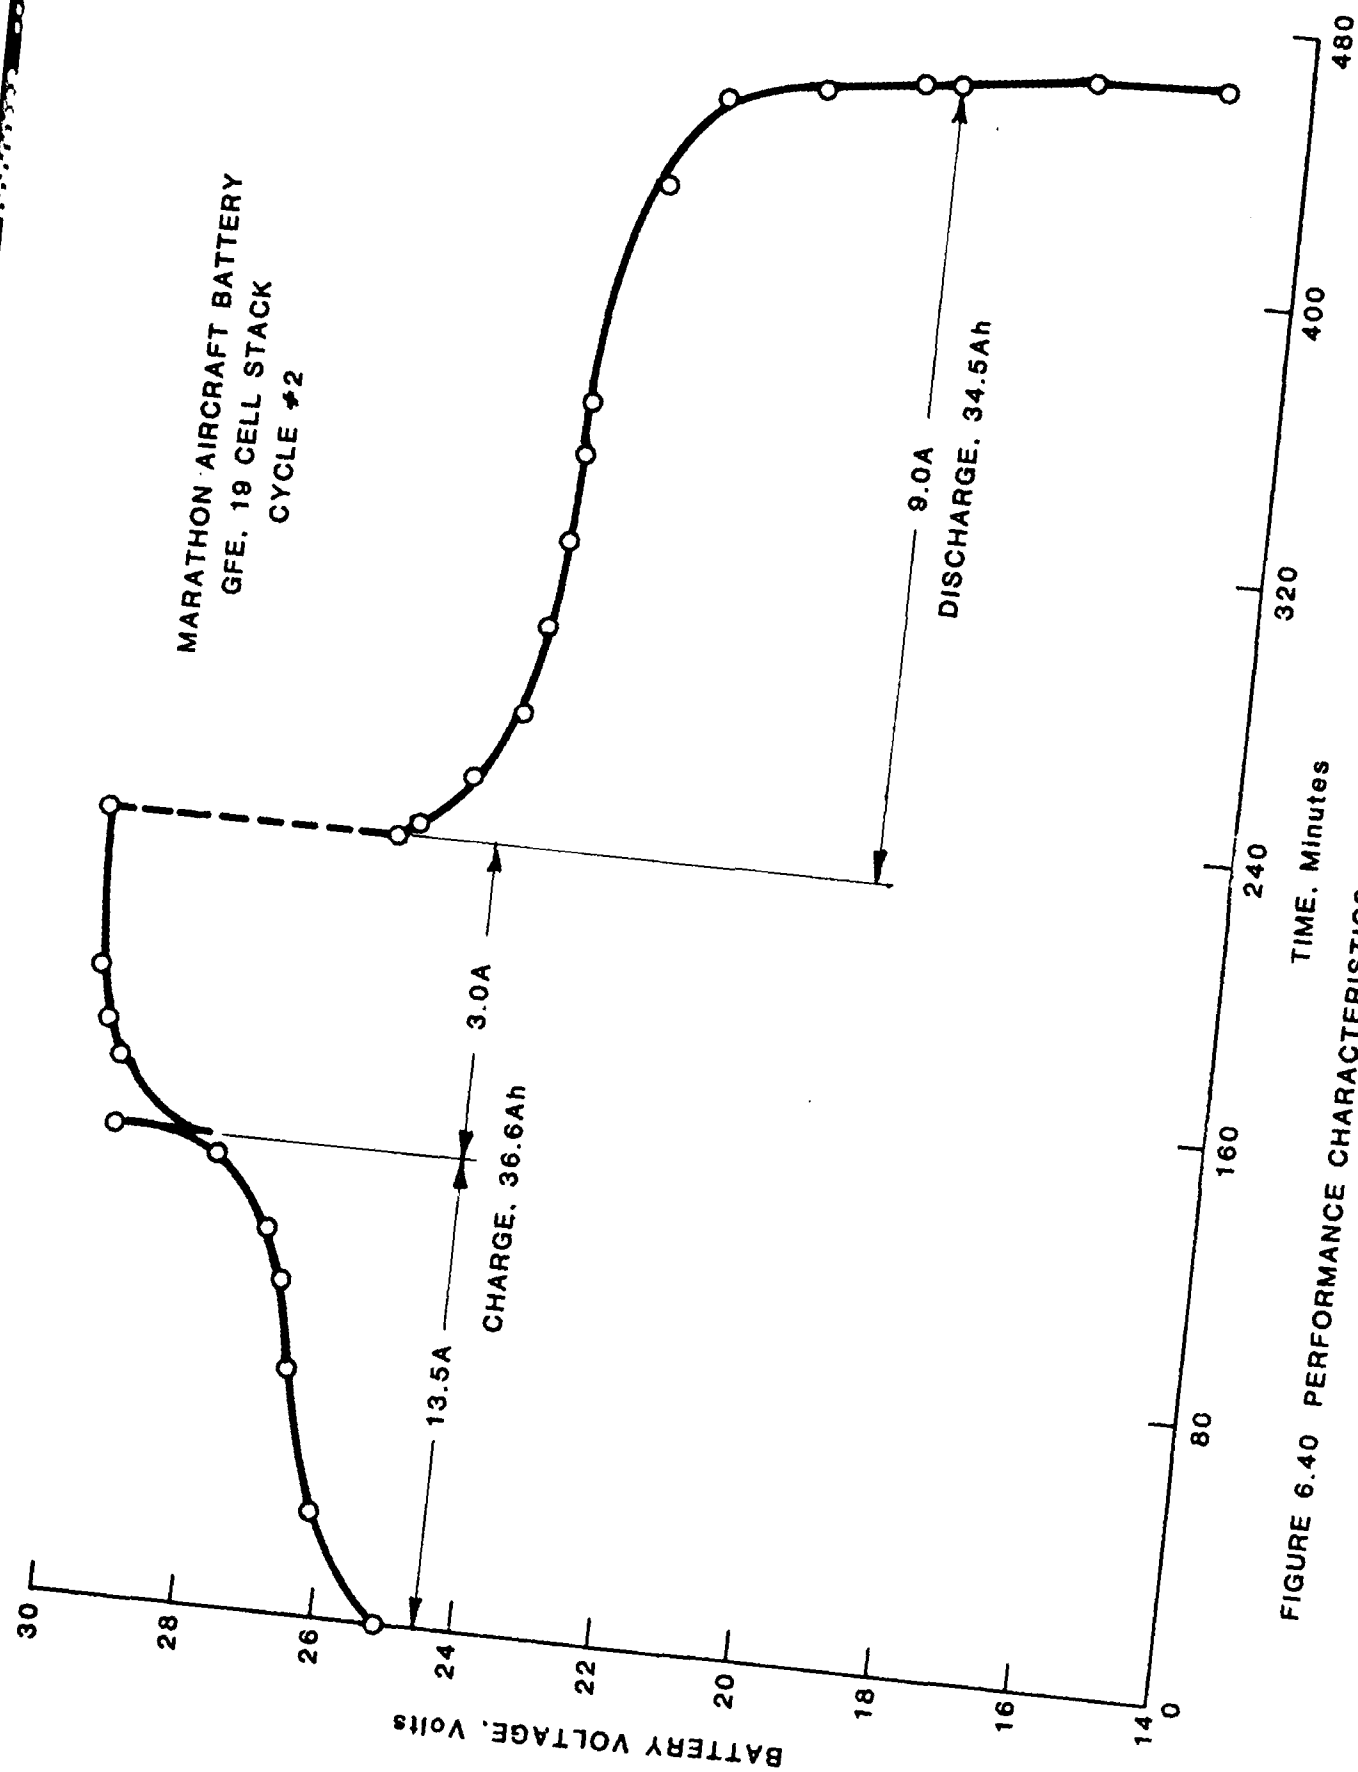 MARATHON AIRCRAFT BATTERY
GFE, 19 CELL STACK
CYCLE #2
BATTERY VOLTAGE, Volts
30
28
26
24
22
20
18
16
14
13.5A
3.0A
CHARGE, 36.6Ah
9.0A
DISCHARGE, 34.5Ah
0
80
160
240
320
400
480
TIME, Minutes
FIGURE 6.40 PERFORMANCE CHARACTERISTICS